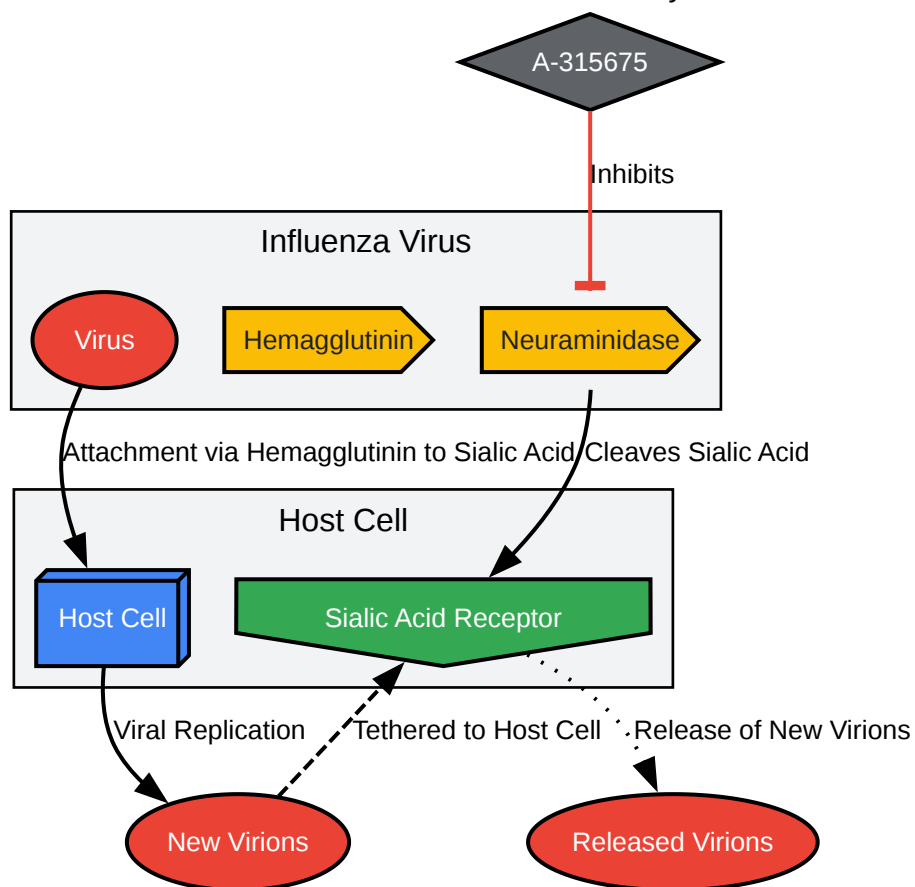 A-315675
Inhibits
Influenza Virus
Virus
Hemagglutinin
Neuraminidase
Attachment via Hemagglutinin to Sialic Acid
Cleaves Sialic Acid
Host Cell
Host Cell
Sialic Acid Receptor
Viral Replication
Tethered to Host Cell
Release of New Virions
New Virions
Released Virions